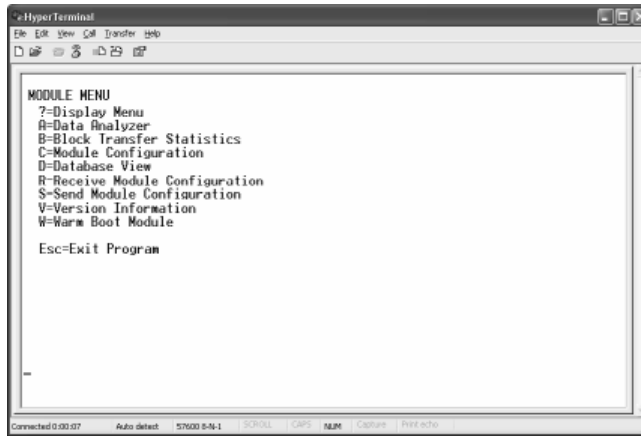 HyperTerminal
File Edit View Call Transfer Help
MODULE MENU
?=Display Menu
A=Data Analyzer
B=Block Transfer Statistics
C=Module Configuration
D=Database View
R=Receive Module Configuration
S=Send Module Configuration
V=Version Information
W=Warm Boot Module
Esc=Exit Program
Connected 0:00:07 Auto detect 57600 8-N-1 SCROLL CAPS NUM Capture Print echo